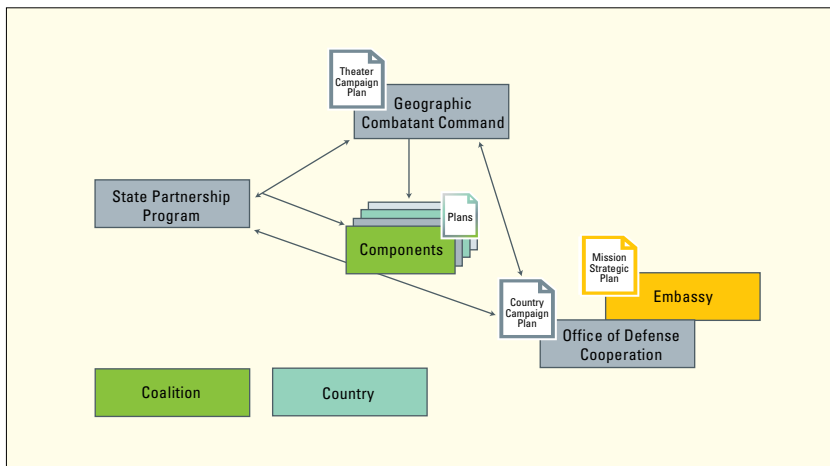 Theater
Campaign
Plan
Geographic
Combatant Command
State Partnership
Program
Plans
Components
Mission
Strategic
Plan
Embassy
Country
Campaign
Plan
Office of Defense
Cooperation
Coalition
Country